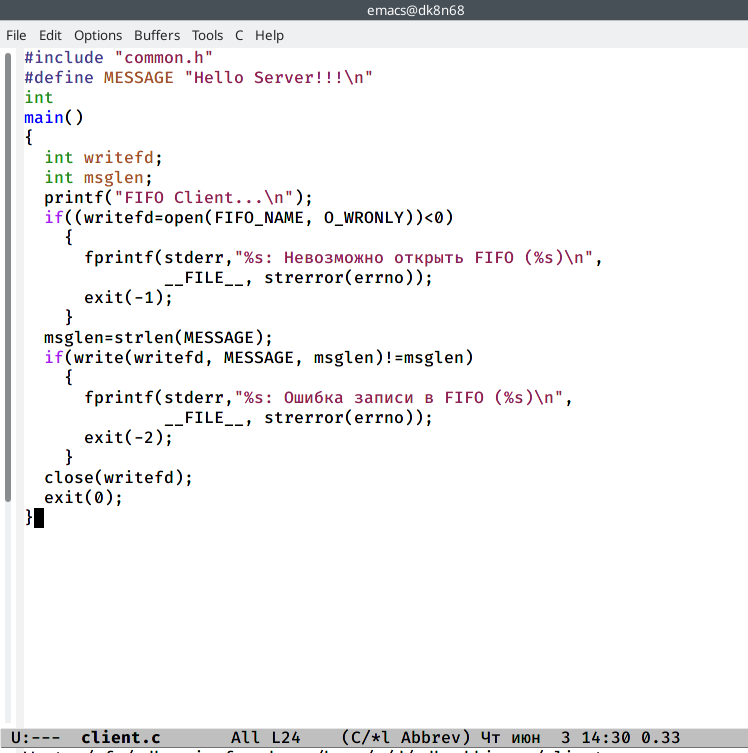 emacs@dk8n68
File Edit Options Buffers Tools C Help
#include "common.h"
#define MESSAGE "Hello Server!!!\n"
int
main()
{
  int writefd;
  int msglen;
  printf("FIFO Client...\n");
  if((writefd=open(FIFO_NAME, O_WRONLY))<0)
    {
      fprintf(stderr,"%s: Невозможно открыть FIFO (%s)\n",
              __FILE__, strerror(errno));
      exit(-1);
    }
  msglen=strlen(MESSAGE);
  if(write(writefd, MESSAGE, msglen)!=msglen)
    {
      fprintf(stderr,"%s: Ошибка записи в FIFO (%s)\n",
              __FILE__, strerror(errno));
      exit(-2);
    }
  close(writefd);
  exit(0);
}
U:--- client.c All L24 (C/*l Abbrev) Чт июн 3 14:30 0.33